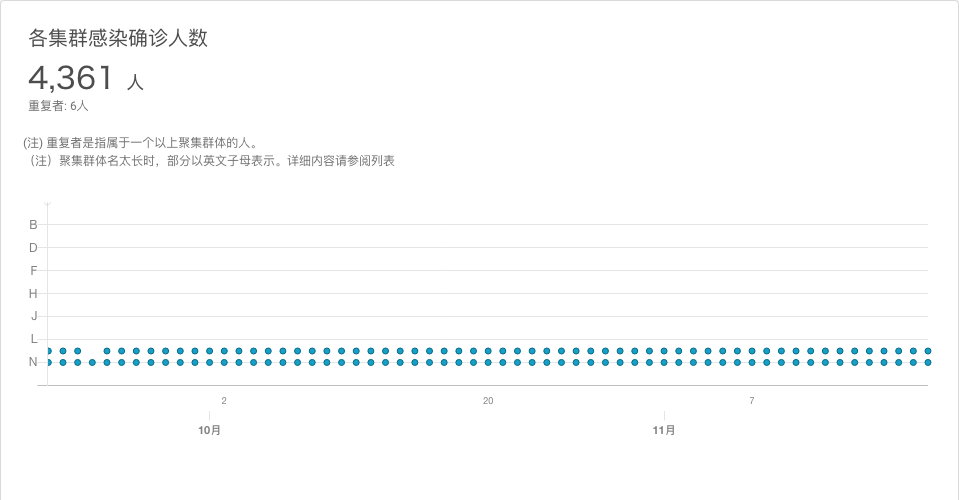 各集群感染确诊人数
4,361 人
重复者: 6人
(注) 重复者是指属于一个以上聚集群体的人。
（注）聚集群体名太长时，部分以英文子母表示。详细内容请参阅列表
B
D
F
H
J
L
N
2 20 7
10月 11月